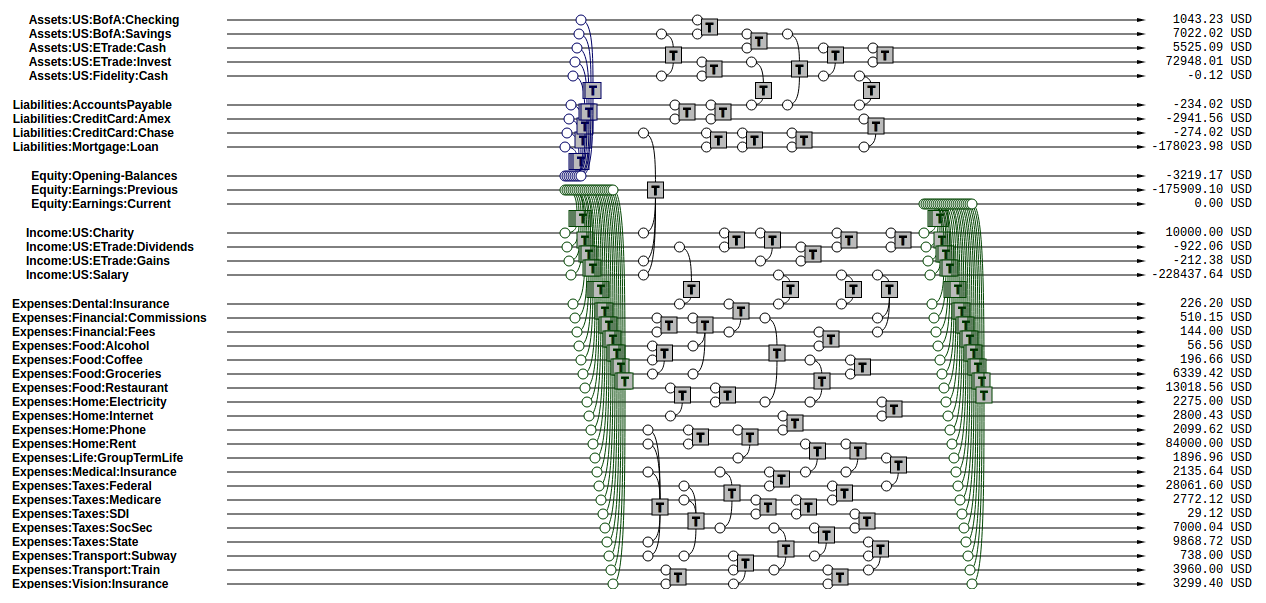 Assets:US:BofA:Checking 1043.23 USD
Assets:US:BofA:Savings 7022.02 USD
Assets:US:ETrade:Cash 5525.09 USD
Assets:US:ETrade:Invest 72948.01 USD
Assets:US:Fidelity:Cash -0.12 USD
Liabilities:AccountsPayable -234.02 USD
Liabilities:CreditCard:Amex -2941.56 USD
Liabilities:CreditCard:Chase -274.02 USD
Liabilities:Mortgage:Loan -178023.98 USD
Equity:Opening-Balances -3219.17 USD
Equity:Earnings:Previous -175909.10 USD
Equity:Earnings:Current 0.00 USD
Income:US:Charity 10000.00 USD
Income:US:ETrade:Dividends -922.06 USD
Income:US:ETrade:Gains -212.38 USD
Income:US:Salary -228437.64 USD
Expenses:Dental:Insurance 226.20 USD
Expenses:Financial:Commissions 510.15 USD
Expenses:Financial:Fees 144.00 USD
Expenses:Food:Alcohol 56.56 USD
Expenses:Food:Coffee 196.66 USD
Expenses:Food:Groceries 6339.42 USD
Expenses:Food:Restaurant 13018.56 USD
Expenses:Home:Electricity 2275.00 USD
Expenses:Home:Internet 2800.43 USD
Expenses:Home:Phone 2099.62 USD
Expenses:Home:Rent 84000.00 USD
Expenses:Life:GroupTermLife 1896.96 USD
Expenses:Medical:Insurance 2135.64 USD
Expenses:Taxes:Federal 28061.60 USD
Expenses:Taxes:Medicare 2772.12 USD
Expenses:Taxes:SDI 29.12 USD
Expenses:Taxes:SocSec 7000.04 USD
Expenses:Taxes:State 9868.72 USD
Expenses:Transport:Subway 738.00 USD
Expenses:Transport:Train 3960.00 USD
Expenses:Vision:Insurance 3299.40 USD